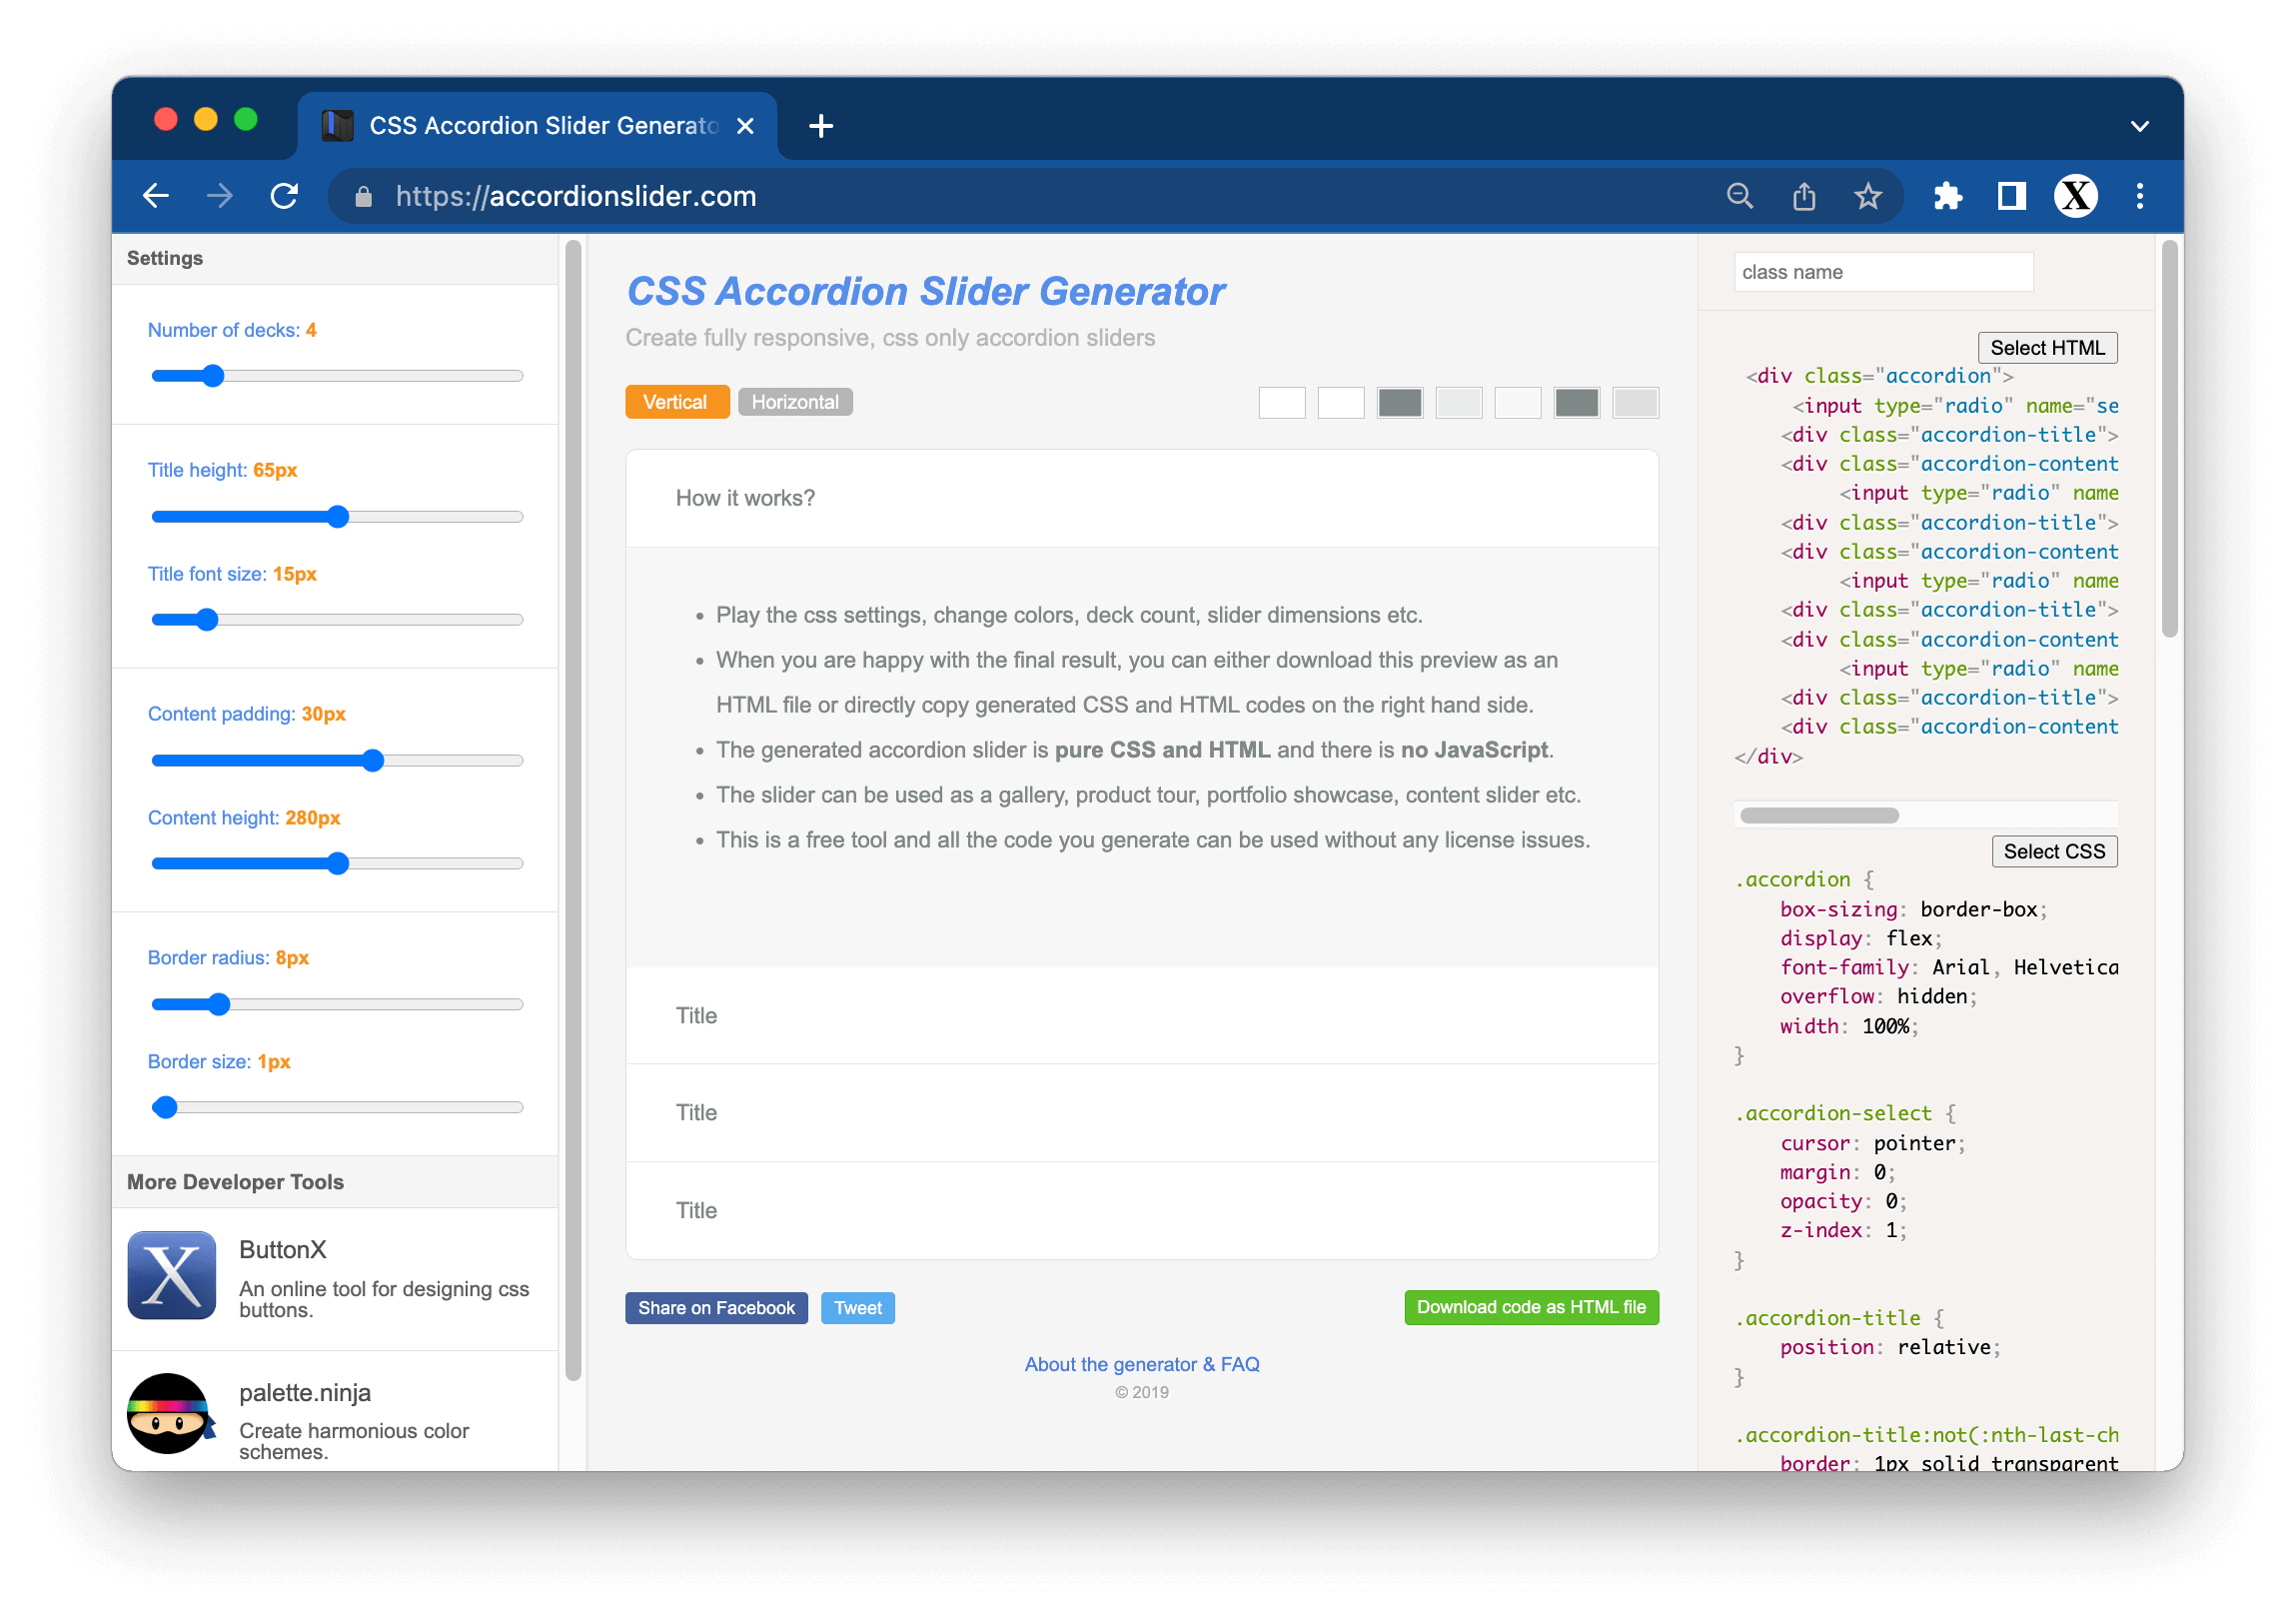 CSS Accordion Slider Generato
https://accordionslider.com
X
Settings
Number of decks: 4
Title height: 65px
Title font size: 15px
Content padding: 30px
Content height: 280px
Border radius: 8px
Border size: 1px
More Developer Tools
X
ButtonX
An online tool for designing css
buttons.
palette.ninja
Create harmonious color
schemes.
CSS Accordion Slider Generator
Create fully responsive, css only accordion sliders
Vertical Horizontal
How it works?
• Play the css settings, change colors, deck count, slider dimensions etc.
• When you are happy with the final result, you can either download this preview as an
HTML file or directly copy generated CSS and HTML codes on the right hand side.
• The generated accordion slider is pure CSS and HTML and there is no JavaScript.
• The slider can be used as a gallery, product tour, portfolio showcase, content slider etc.
• This is a free tool and all the code you generate can be used without any license issues.
Title
Title
Title
Share on Facebook Tweet Download code as HTML file
About the generator & FAQ
© 2019
class name
Select HTML
<div class="accordion">
<input type="radio" name="se
<div class="accordion-title">
<div class="accordion-content
<input type="radio" name
<div class="accordion-title">
<div class="accordion-content
<input type="radio" name
<div class="accordion-title">
<div class="accordion-content
<input type="radio" name
<div class="accordion-title">
<div class="accordion-content
</div>
Select CSS
.accordion {
box-sizing: border-box;
display: flex;
font-family: Arial, Helvetica
overflow: hidden;
width: 100%;
}
.accordion-select {
cursor: pointer;
margin: 0;
opacity: 0;
z-index: 1;
}
.accordion-title {
position: relative;
}
.accordion-title:not(:nth-last-ch
border: 1px solid transparent